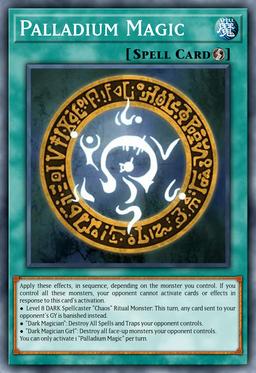 PALLADIUM MAGIC
[SPELL CARD]
Apply these effects, in sequence, depending on the monster you control. If you
control all these monsters, your opponent cannot activate cards or effects in
response to this card's activation.
● Level 8 DARK Spellcaster "Chaos" Ritual Monster: This turn, any card sent to your
opponent's GY is banished instead.
● "Dark Magician": Destroy All Spells and Traps your opponent controls.
● "Dark Magician Girl": Destroy all face-up monsters your opponent controls.
You can only activate 1 "Palladium Magic" per turn.